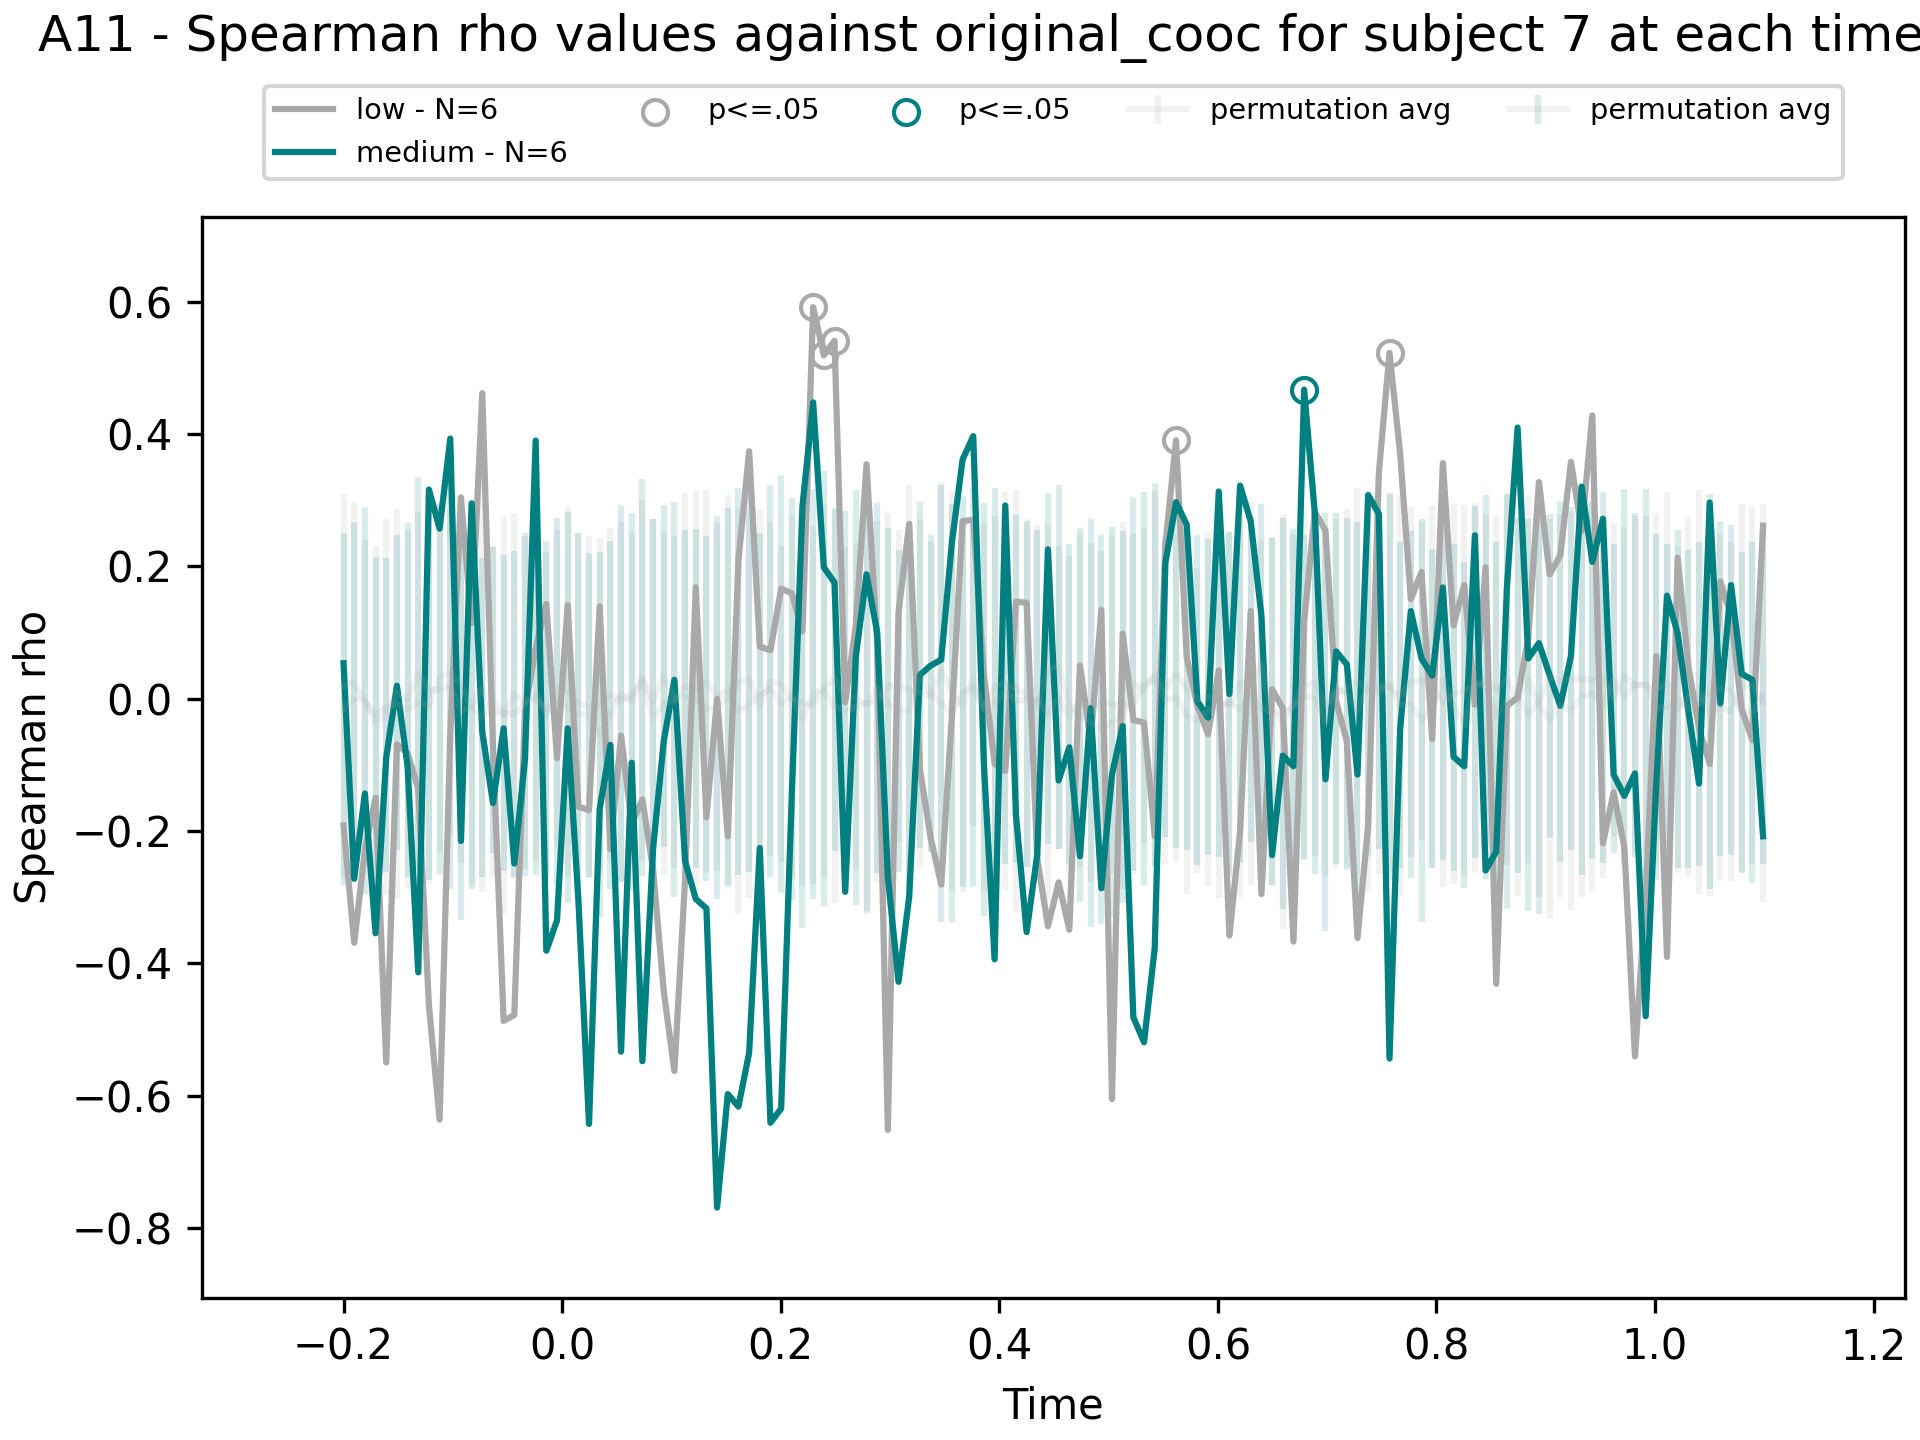 A11 - Spearman rho values against original_cooc for subject 7 at each time
low - N=6
medium - N=6
p<=.05
p<=.05
permutation avg
permutation avg
Spearman rho
0.6
0.4
0.2
0.0
−0.2
−0.4
−0.6
−0.8
−0.2
0.0
0.2
0.4
0.6
0.8
1.0
1.2
Time